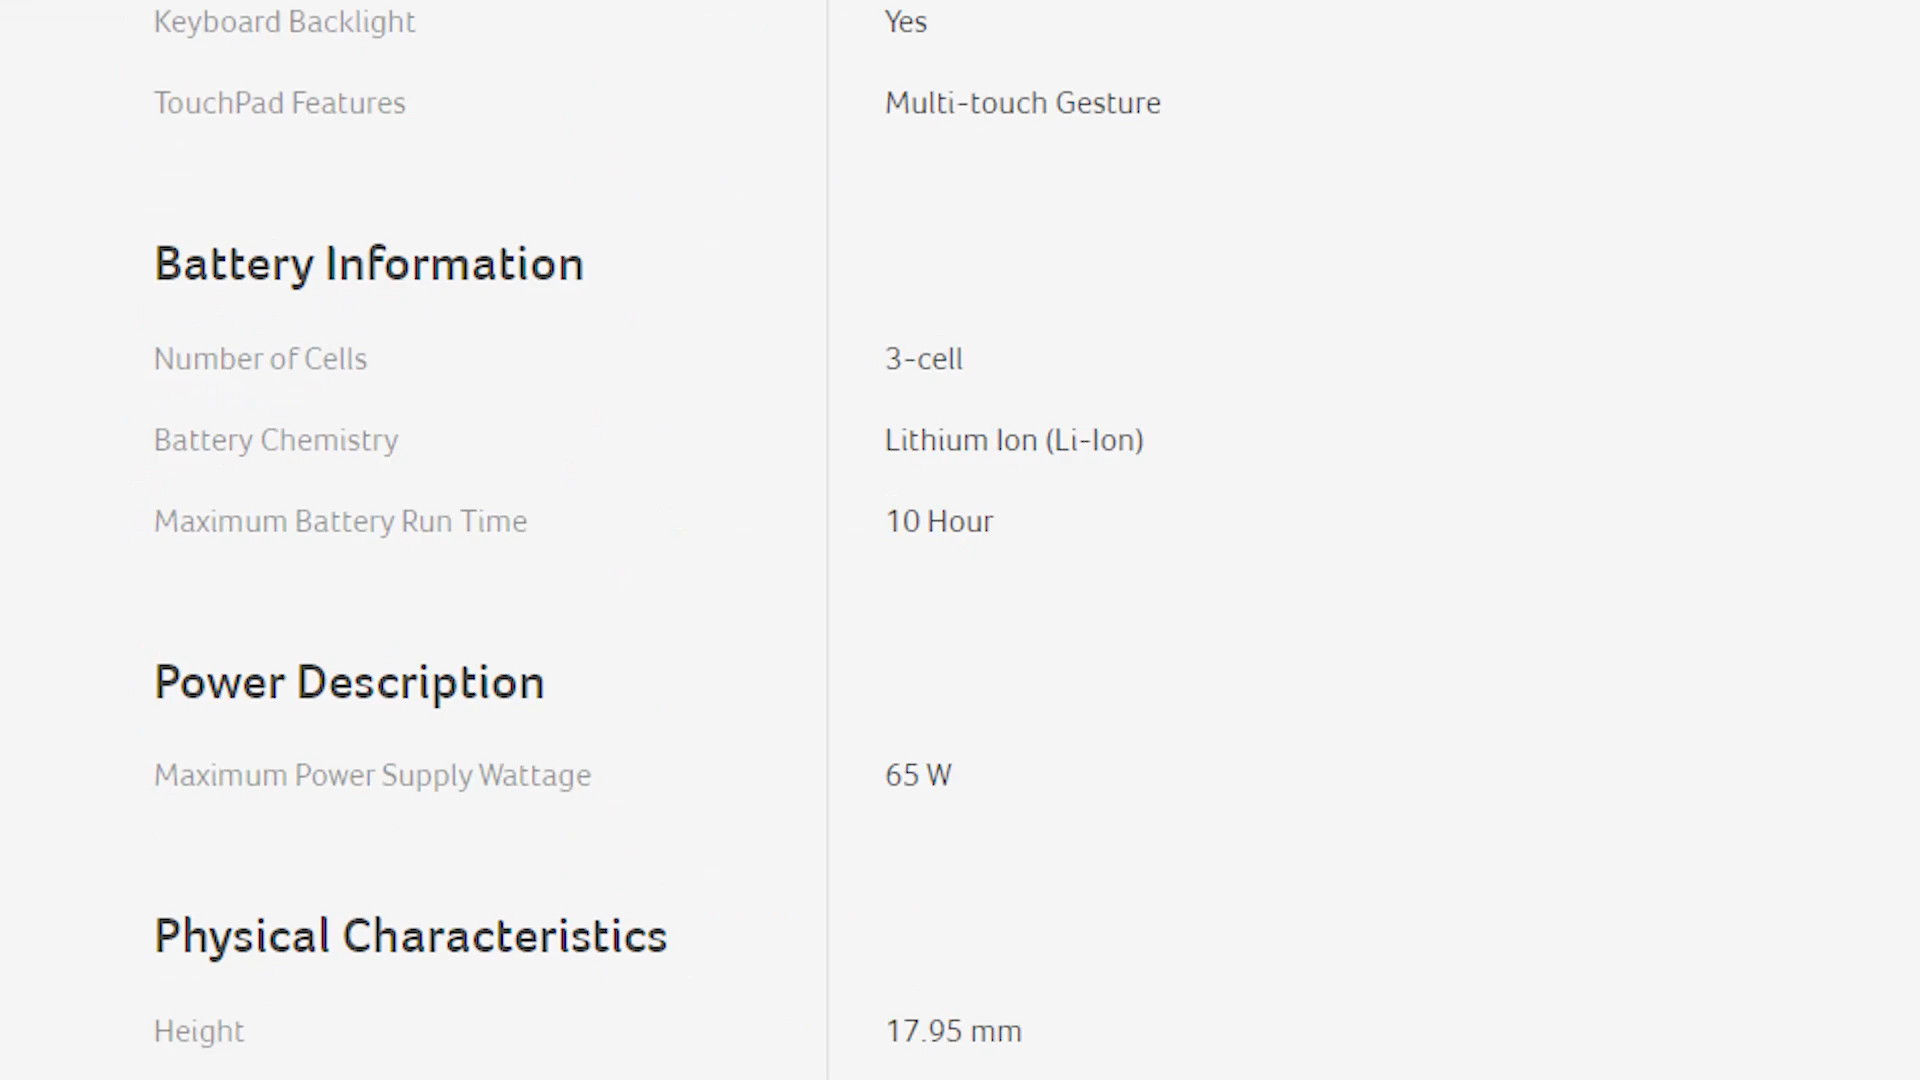 Keyboard Backlight Yes
TouchPad Features Multi-touch Gesture
Battery Information
Number of Cells 3-cell
Battery Chemistry Lithium Ion (Li-Ion)
Maximum Battery Run Time 10 Hour
Power Description
Maximum Power Supply Wattage 65 W
Physical Characteristics
Height 17.95 mm